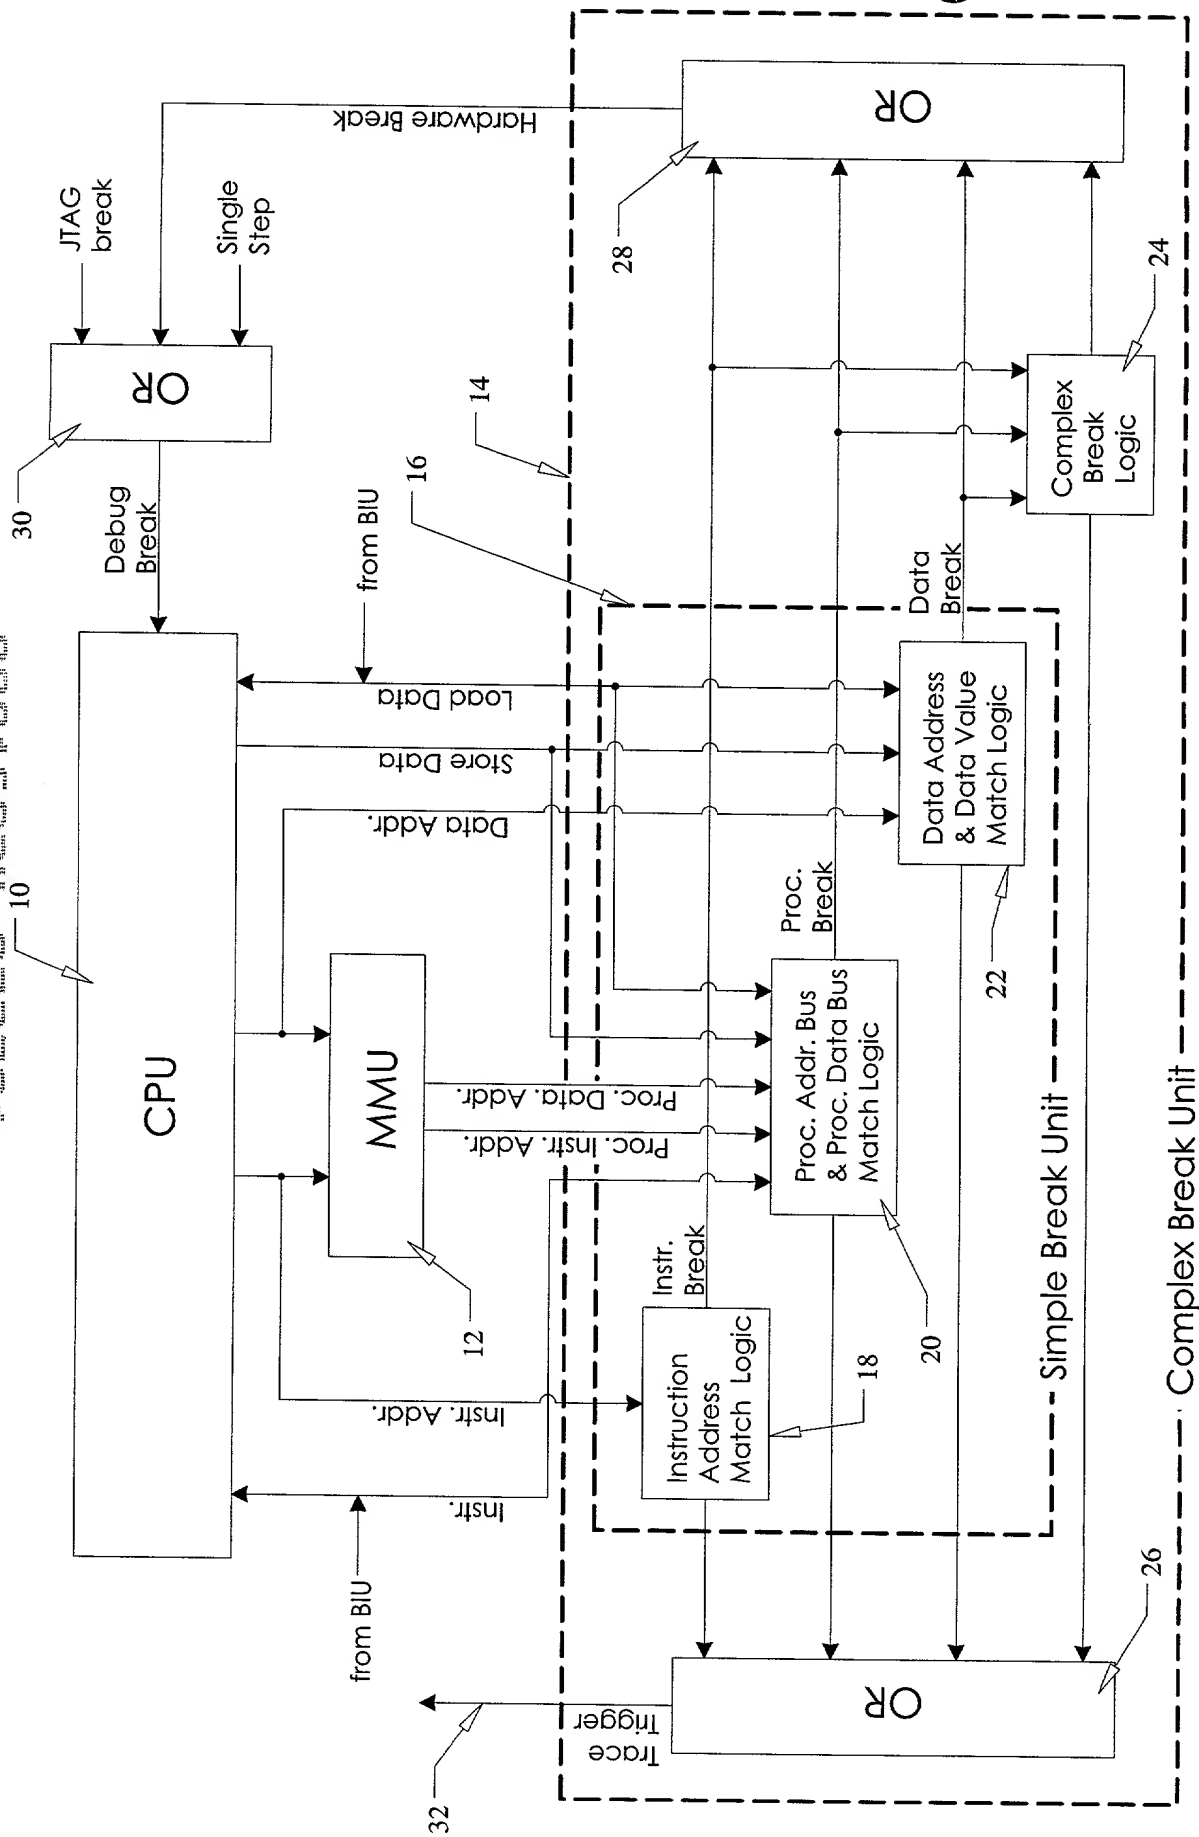 10
CPU
30
Debug
Break
OR
JTAG
break
Single
Step
MMU
12
from BIU
from BIU
Instr.
Instr. Addr.
Proc. Instr. Addr.
Proc. Data. Addr.
Data Addr.
Store Data
Load Data
Hardware Break
14
16
28
OR
32
Trace
Trigger
Instruction
Address
Match Logic
18
Instr.
Break
Proc. Addr. Bus
& Proc. Data Bus
Match Logic
20
Proc.
Break
Data Address
& Data Value
Match Logic
22
Data
Break
Complex
Break
Logic
24
OR
26
Simple Break Unit
Complex Break Unit